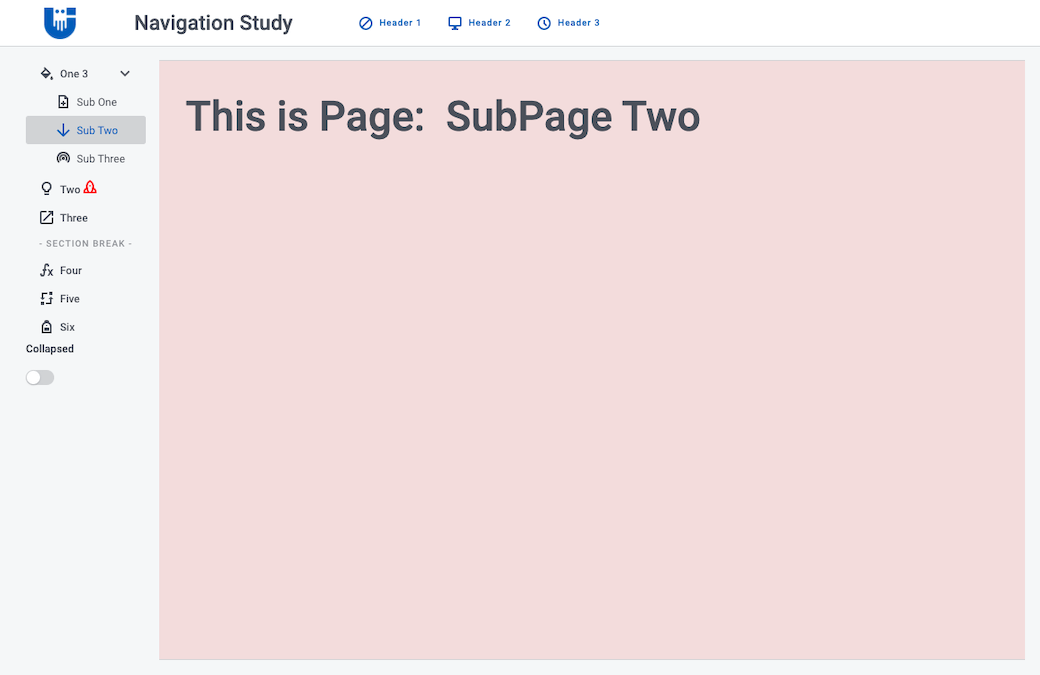 Navigation Study
Header 1
Header 2
Header 3
One 3
Sub One
Sub Two
Sub Three
Two
Three
- SECTION BREAK -
Four
Five
Six
Collapsed
This is Page: SubPage Two